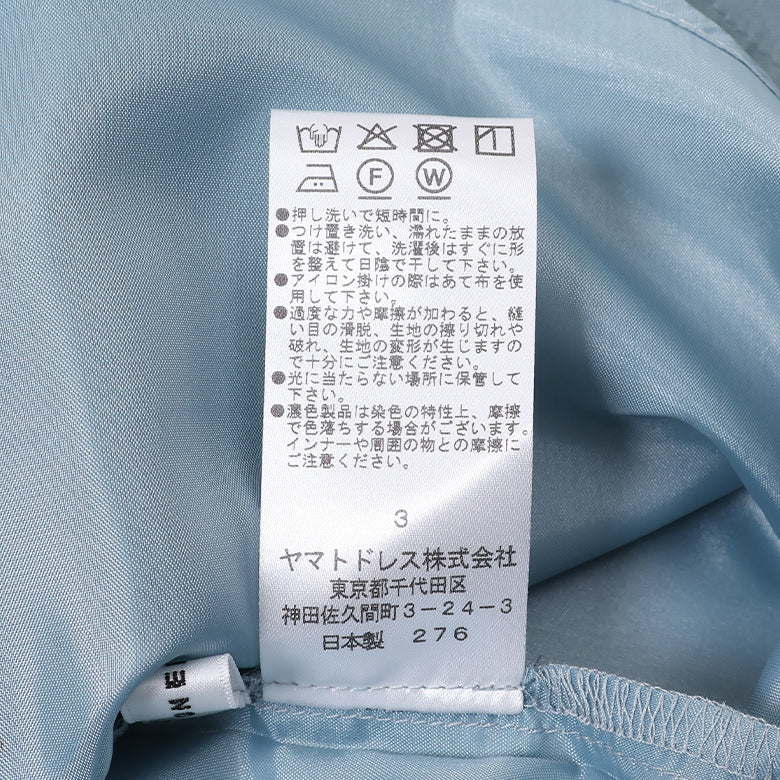 F W
●押し洗いで短時間に。
●つけ置き洗い、濡れたままの放
置は避けて、洗濯後はすぐに形
を整えて日陰で干して下さい。
●アイロン掛けの際はあて布を使
用して下さい。
●過度な力や摩擦が加わると、縫
い目の滑脱、生地の擦り切れや
破れ、生地の変形が生じますの
で十分にご注意ください。
●光に当たらない場所に保管して
下さい。
●濃色製品は染色の特性上、摩擦
で色落ちする場合がございます。
インナーや周囲の物との摩擦に
ご注意ください。
3
ヤマトドレス株式会社
東京都千代田区
神田佐久間町3-24-3
日本製 276